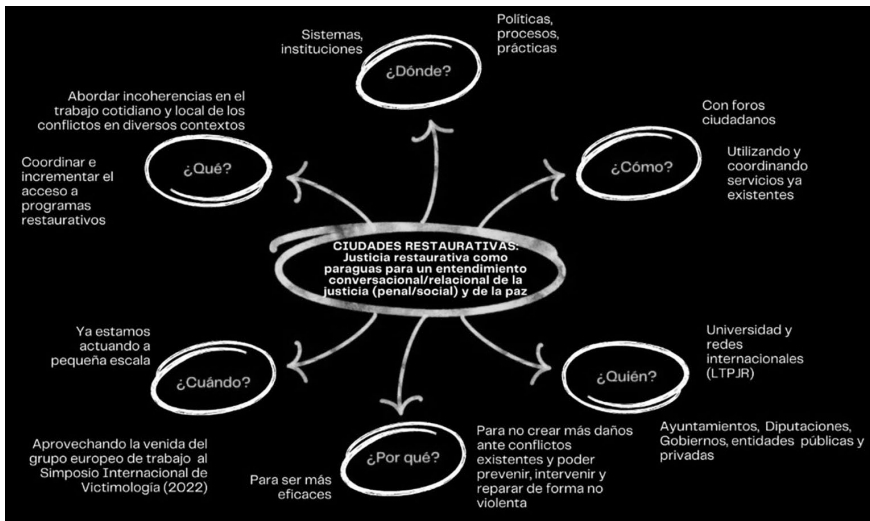 Sistemas,
instituciones
¿Dónde?
Políticas,
procesos,
prácticas
Abordar incoherencias en el
trabajo cotidiano y local de los
conflictos en diversos contextos
¿Qué?
Coordinar e
incrementar el
acceso a
programas
restaurativos
Con foros
ciudadanos
¿Cómo?
Utilizando y
coordinando
servicios ya
existentes
CIUDADES RESTAURATIVAS.
Justicia restaurativa como
paraguas para un entendimiento
conversacional/relacional de la
justicia (penal/social) y de la paz
Ya estamos
actuando a
pequeña escala
¿Cuándo?
Aprovechando la venida del
grupo europeo de trabajo al
Simposio Internacional de
Victimología (2022)
¿Por qué?
Para ser más
eficaces
Para no crear más daños
ante conflictos
existentes y poder
prevenir, intervenir y
reparar de forma no
violenta
Universidad y
redes
internacionales
(LTPJR)
¿Quién?
Ayuntamientos, Diputaciones,
Gobiernos, entidades públicas y
privadas